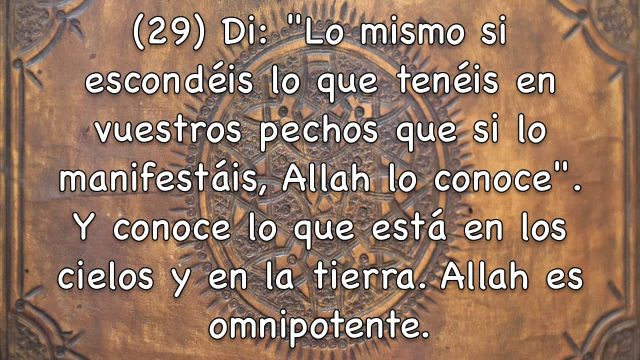 (29) Di: "Lo mismo si
escondéis lo que tenéis en
vuestros pechos que si lo
manifestáis, Allah lo conoce".
Y conoce lo que está en los
cielos y en la tierra. Allah es
omnipotente.